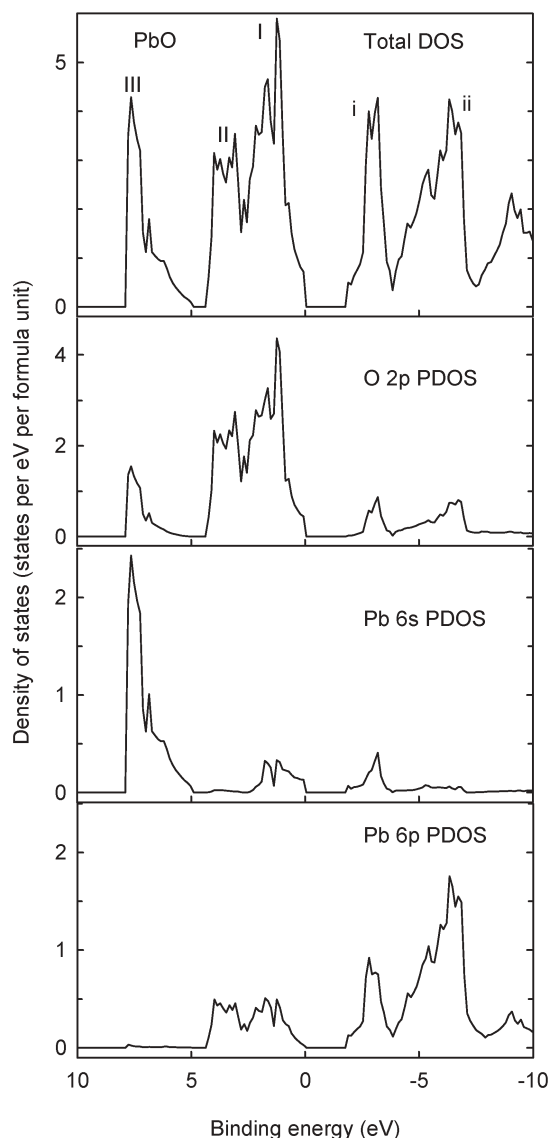 PbO
I
Total DOS
III
i
ii
II
5
0
O 2p PDOS
4
2
0
Pb 6s PDOS
2
1
0
Pb 6p PDOS
2
1
0
10
5
0
-5
-10
Density of states (states per eV per formula unit)
Binding energy (eV)